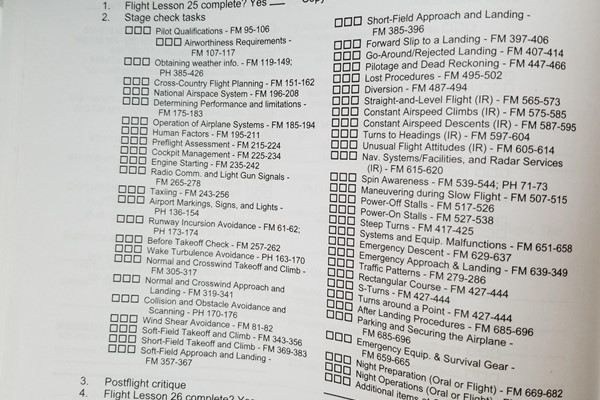 1. Flight Lesson 25 complete? Yes
2. Stage check tasks
Pilot Qualifications - FM 95-106
Airworthiness Requirements -
FM 107-117
Obtaining weather info. - FM 119-149;
PH 385-426
Cross-Country Flight Planning - FM 151-162
National Airspace System - FM 196-208
Determining Performance and limitations -
FM 175-183
Operation of Airplane Systems - FM 185-194
Human Factors - FM 195-211
Preflight Assessment - FM 215-224
Cockpit Management - FM 225-234
Engine Starting - FM 235-242
Radio Comm. and Light Gun Signals -
FM 265-278
Taxiing - FM 243-256
Airport Markings, Signs, and Lights -
PH 136-154
Runway Incursion Avoidance - FM 61-62;
PH 173-174
Before Takeoff Check - FM 257-262
Wake Turbulence Avoidance - PH 163-170
Normal and Crosswind Takeoff and Climb -
FM 305-317
Normal and Crosswind Approach and
Landing - FM 319-341
Collision and Obstacle Avoidance and
Scanning - PH 170-176
Wind Shear Avoidance - FM 81-82
Soft-Field Takeoff and Climb - FM 343-356
Short-Field Takeoff and Climb - FM 369-383
Soft-Field Approach and Landing -
FM 357-367
Short-Field Approach and Landing -
FM 385-396
Forward Slip to a Landing - FM 397-406
Go-Around/Rejected Landing - FM 407-414
Pilotage and Dead Reckoning - FM 447-466
Lost Procedures - FM 495-502
Diversion - FM 487-494
Straight-and-Level Flight (IR) - FM 565-573
Constant Airspeed Climbs (IR) - FM 575-585
Constant Airspeed Descents (IR) - FM 587-595
Turns to Headings (IR) - FM 597-604
Unusual Flight Attitudes (IR) - FM 605-614
Nav. Systems/Facilities, and Radar Services
(IR) - FM 615-620
Spin Awareness - FM 539-544; PH 71-73
Maneuvering during Slow Flight - FM 507-515
Power-Off Stalls - FM 517-526
Power-On Stalls - FM 527-538
Steep Turns - FM 417-425
Systems and Equip. Malfunctions - FM 651-658
Emergency Descent - FM 629-637
Emergency Approach & Landing - FM 639-349
Traffic Patterns - FM 279-286
Rectangular Course - FM 427-444
S-Turns - FM 427-444
Turns around a Point - FM 427-444
After Landing Procedures - FM 685-696
Parking and Securing the Airplane -
FM 685-696
Emergency Equip. & Survival Gear -
FM 659-665
Night Preparation (Oral or Flight) - FM 669-682
Night Operations (Oral or Flight)
Additional items
3. Postflight critique
4. Flight Lesson 26 complete? Yes